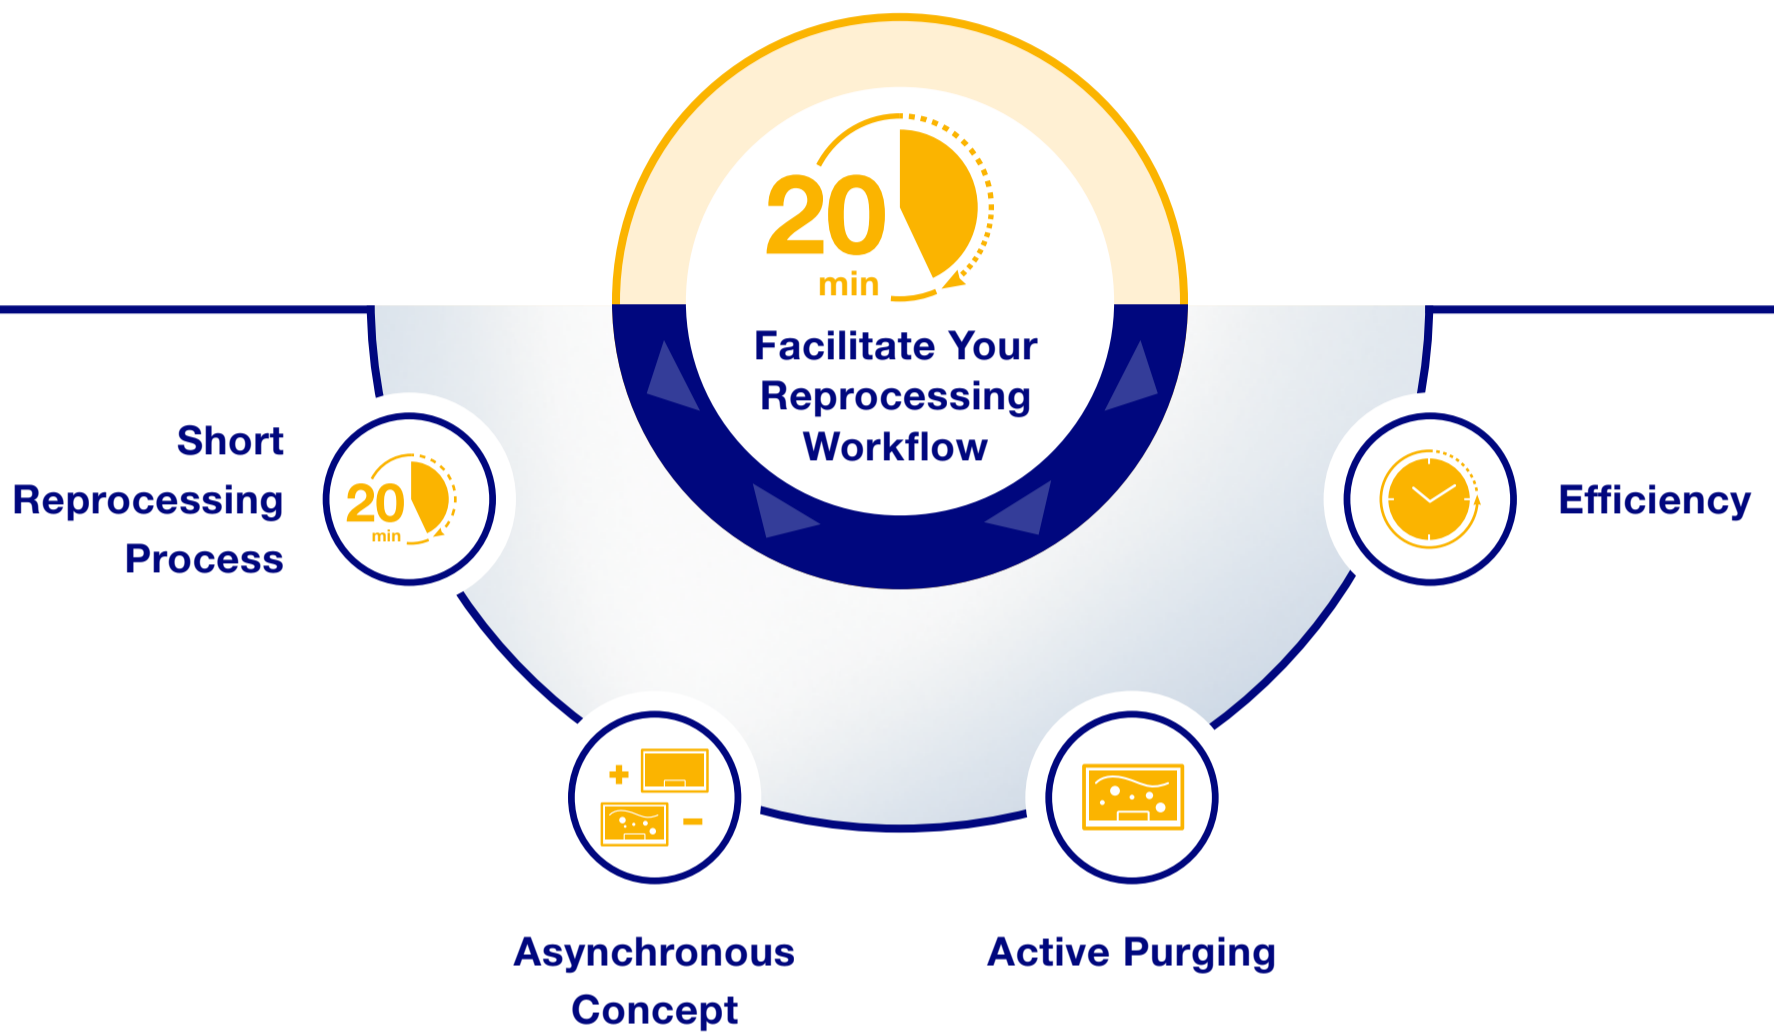 20
min
Facilitate Your
Reprocessing
Workflow
Short
Reprocessing
Process
20
min
Efficiency
Asynchronous
Concept
Active Purging